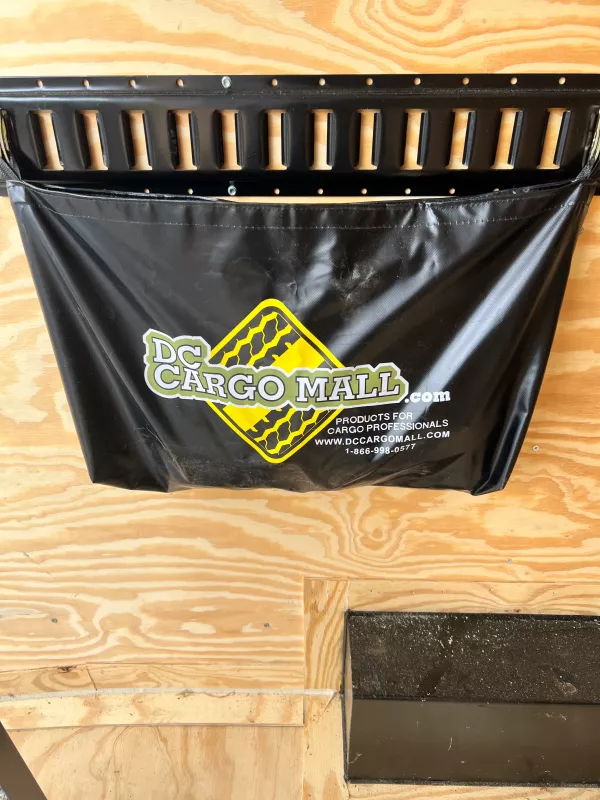 DC
CARGO MALL
.com
PRODUCTS FOR
CARGO PROFESSIONALS
WWW.DCCARGOMALL.COM
1-866-998-0577